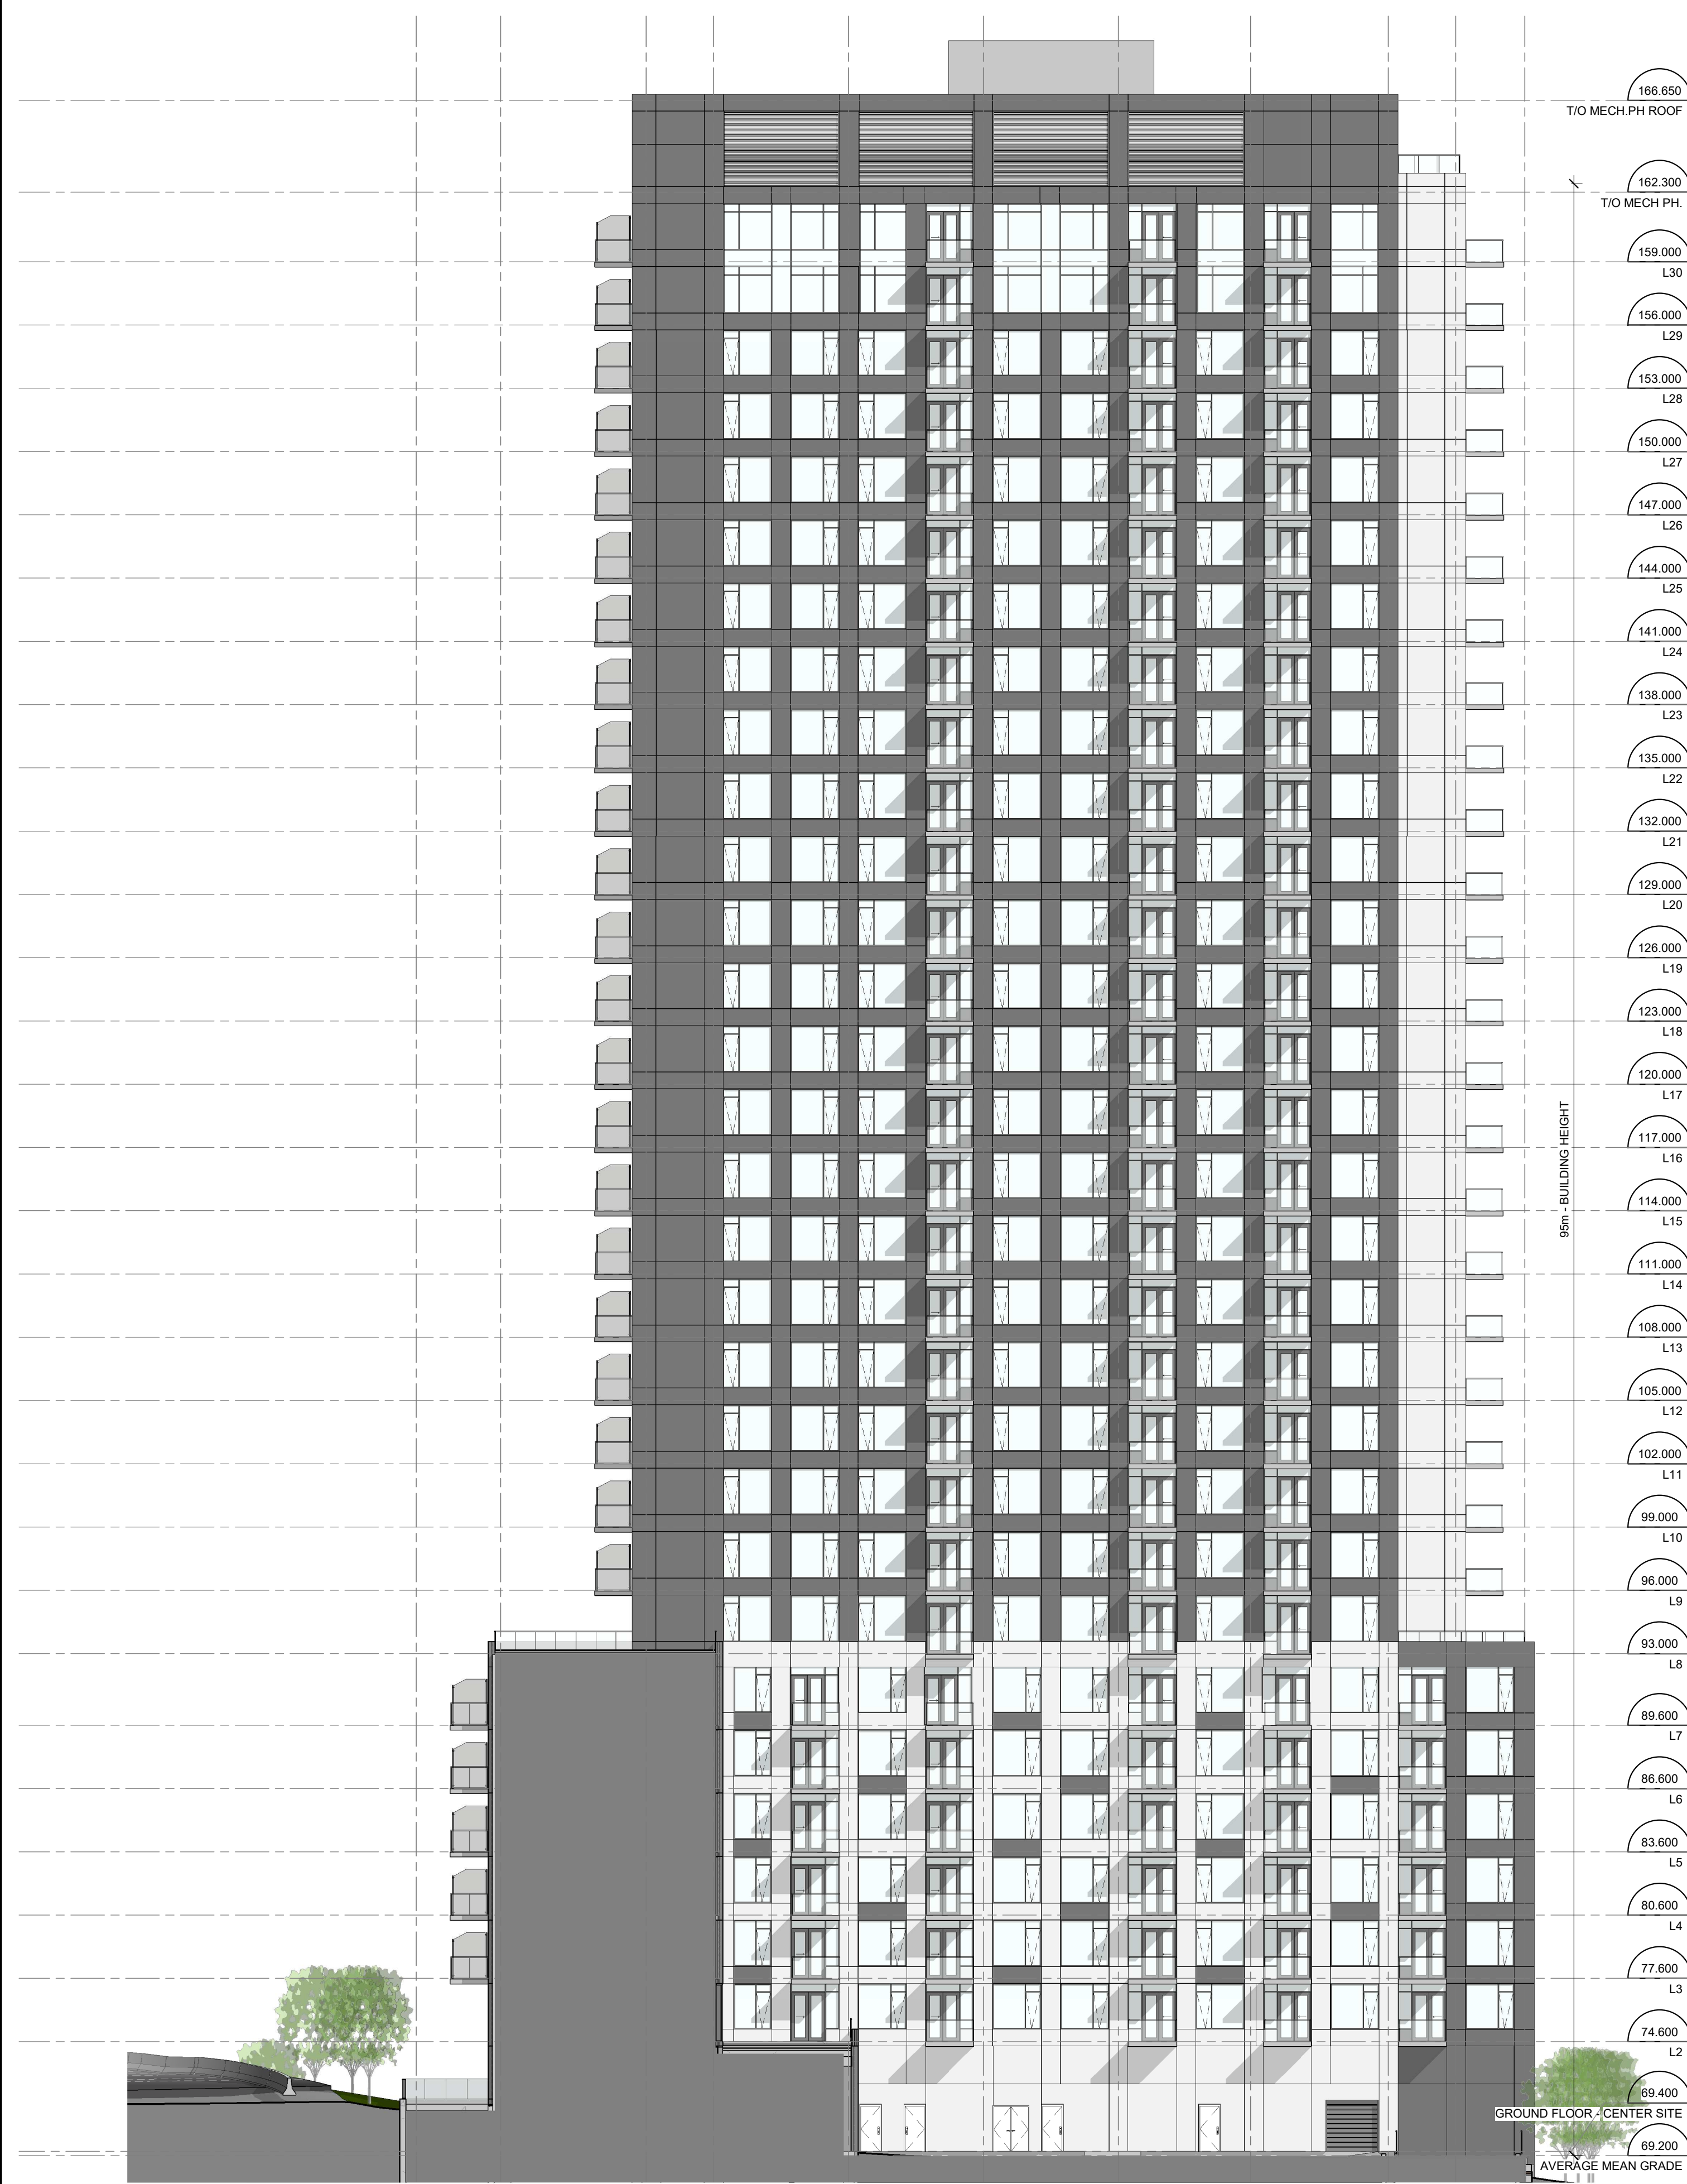 166.650
T/O MECH.PH ROOF
162.300
T/O MECH PH.
159.000
L30
156.000
L29
153.000
L28
150.000
L27
147.000
L26
144.000
L25
141.000
L24
138.000
L23
135.000
L22
132.000
L21
129.000
L20
126.000
L19
123.000
L18
120.000
L17
95m - BUILDING HEIGHT
117.000
L16
114.000
L15
111.000
L14
108.000
L13
105.000
L12
102.000
L11
99.000
L10
96.000
L9
93.000
L8
89.600
L7
86.600
L6
83.600
L5
80.600
L4
77.600
L3
74.600
L2
69.400
GROUND FLOOR - CENTER SITE
69.200
AVERAGE MEAN GRADE